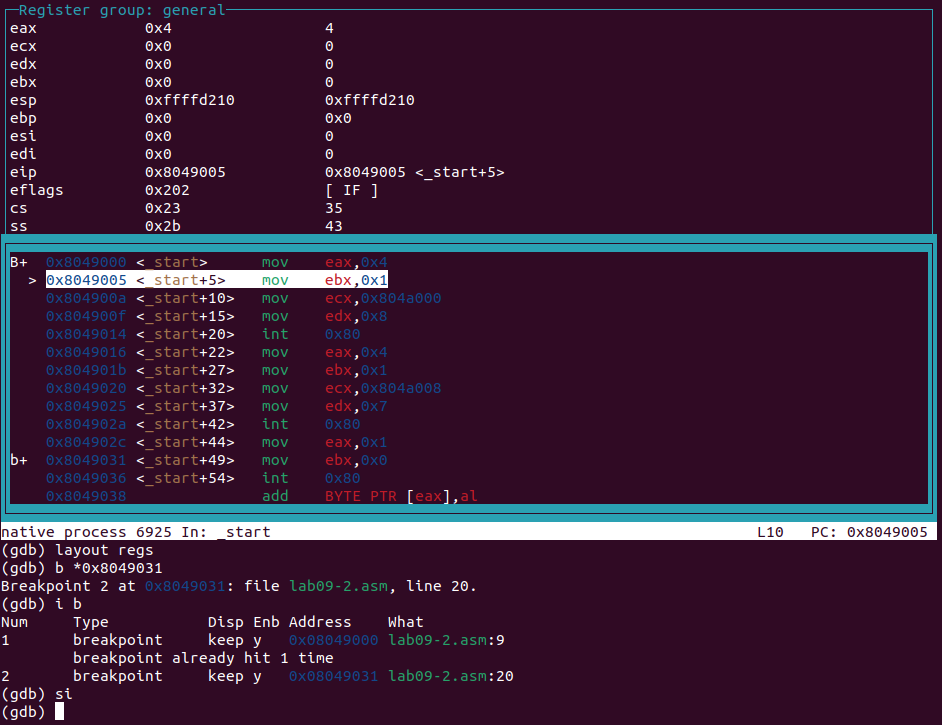 Register group: general
eax 0x4 4
ecx 0x0 0
edx 0x0 0
ebx 0x0 0
esp 0xffffd210 0xffffd210
ebp 0x0 0x0
esi 0x0 0
edi 0x0 0
eip 0x8049005 0x8049005 <_start+5>
eflags 0x202 [ IF ]
cs 0x23 35
ss 0x2b 43
B+ 0x8049000 <_start> mov eax,0x4
> 0x8049005 <_start+5> mov ebx,0x1
0x804900a <_start+10> mov ecx,0x804a000
0x804900f <_start+15> mov edx,0x8
0x8049014 <_start+20> int 0x80
0x8049016 <_start+22> mov eax,0x4
0x804901b <_start+27> mov ebx,0x1
0x8049020 <_start+32> mov ecx,0x804a008
0x8049025 <_start+37> mov edx,0x7
0x804902a <_start+42> int 0x80
0x804902c <_start+44> mov eax,0x1
b+ 0x8049031 <_start+49> mov ebx,0x0
0x8049036 <_start+54> int 0x80
0x8049038 add BYTE PTR [eax],al
native process 6925 In: _start L10 PC: 0x8049005
(gdb) layout regs
(gdb) b *0x8049031
Breakpoint 2 at 0x8049031: file lab09-2.asm, line 20.
(gdb) i b
Num Type Disp Enb Address What
1 breakpoint keep y 0x08049000 lab09-2.asm:9
breakpoint already hit 1 time
2 breakpoint keep y 0x08049031 lab09-2.asm:20
(gdb) si
(gdb)